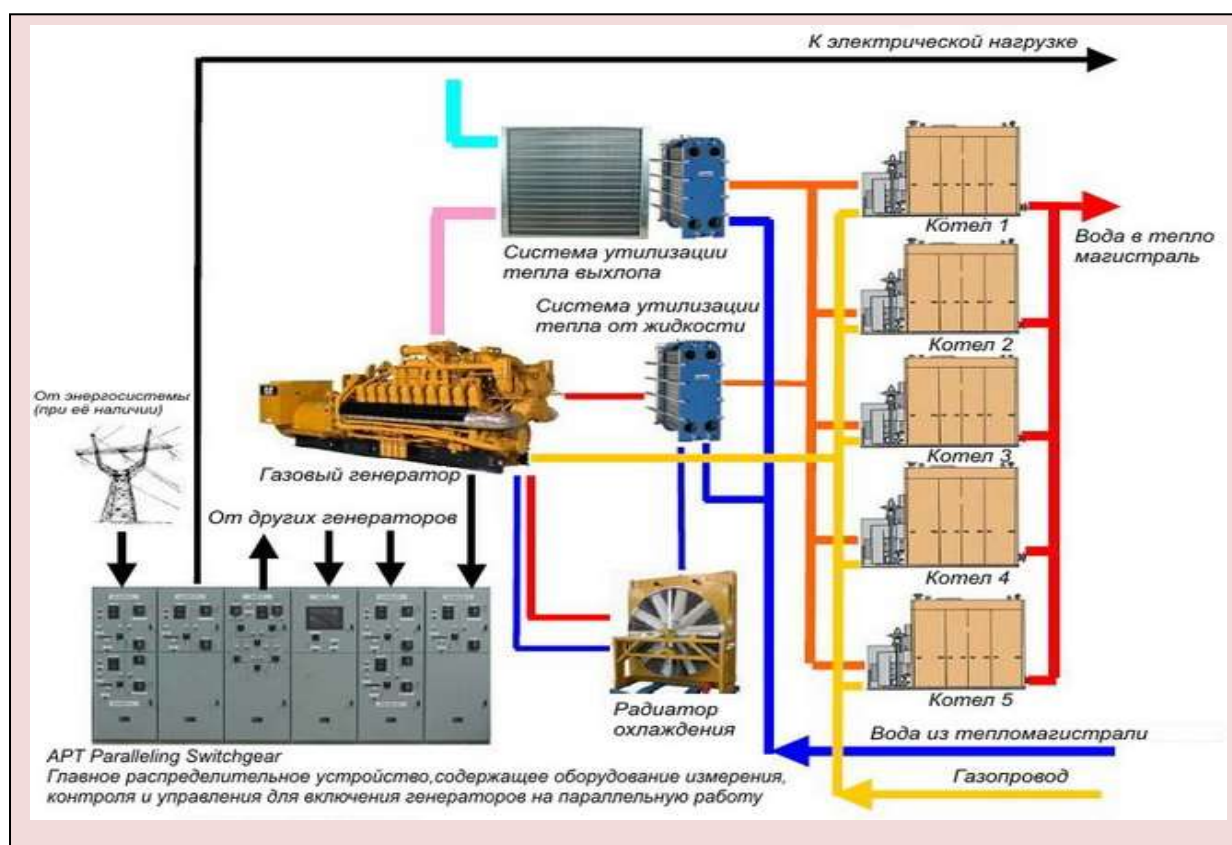 К электрической нагрузке
Котел 1
Вода в тепло
магистраль
Система утилизации
тепла выхлопа
Система утилизации
тепла от жидкости
Котел 2
От энергосистемы
(при её наличии)
Котел 3
Газовый генератор
От других генераторов
Котел 4
Котел 5
Радиатор
охлаждения
Вода из тепломагистрали
APT Paralleling Switchgear
Главное распределительное устройство,содержащее оборудование измерения,
контроля и управления для включения генераторов на параллельную работу
Газопровод